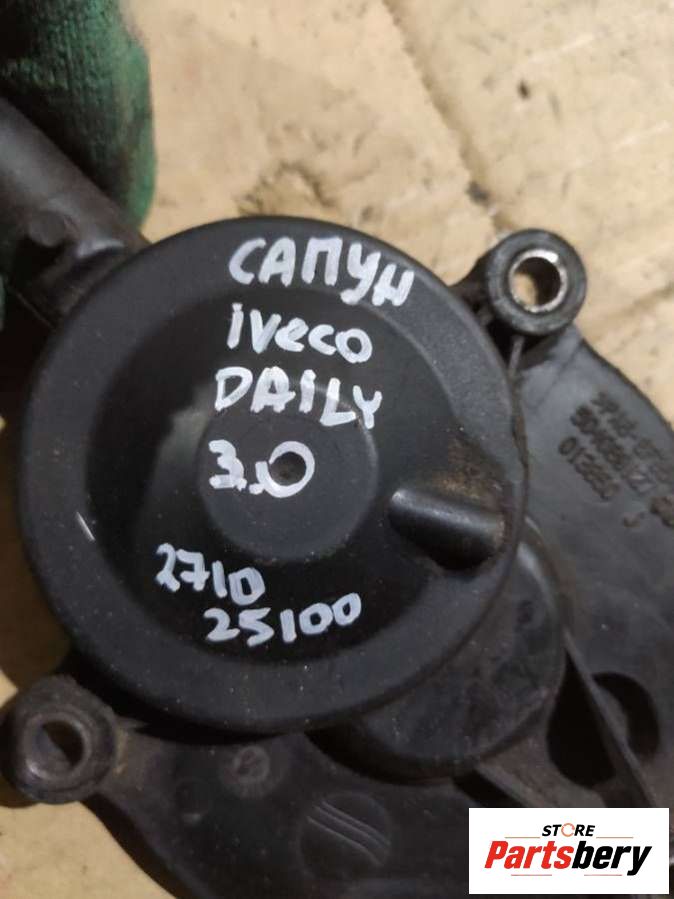 САПУН
iveco
DAILY
3.0
2710
25100
STORE
Partsbery